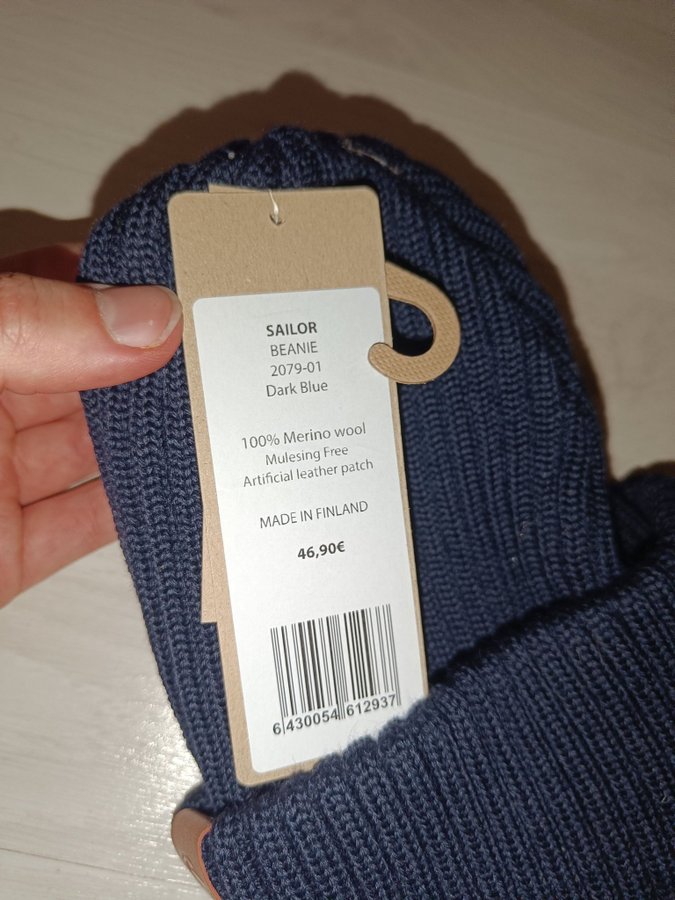 SAILOR
BEANIE
2079-01
Dark Blue
100% Merino wool
Mulesing Free
Artificial leather patch
MADE IN FINLAND
46,90€
6 430054 612937